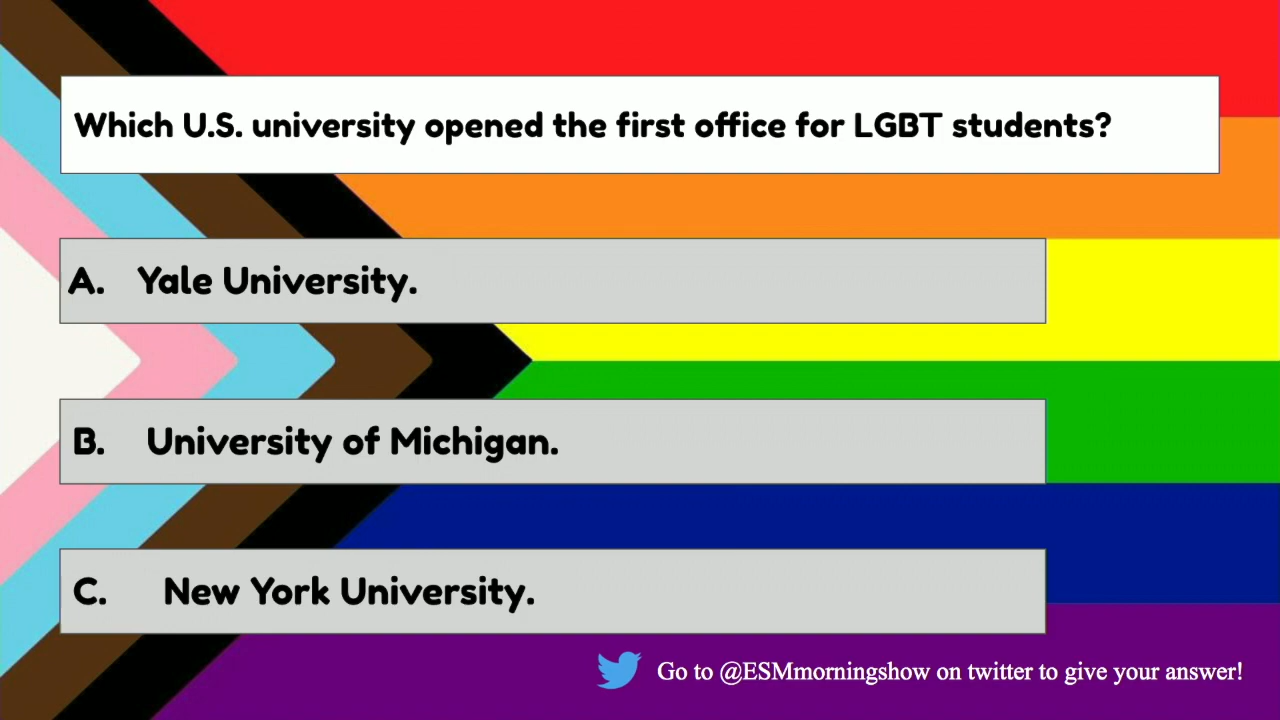 Which U.S. university opened the first office for LGBT students?
A. Yale University.
B. University of Michigan.
C. New York University.
Go to @ESMmorningshow on twitter to give your answer!